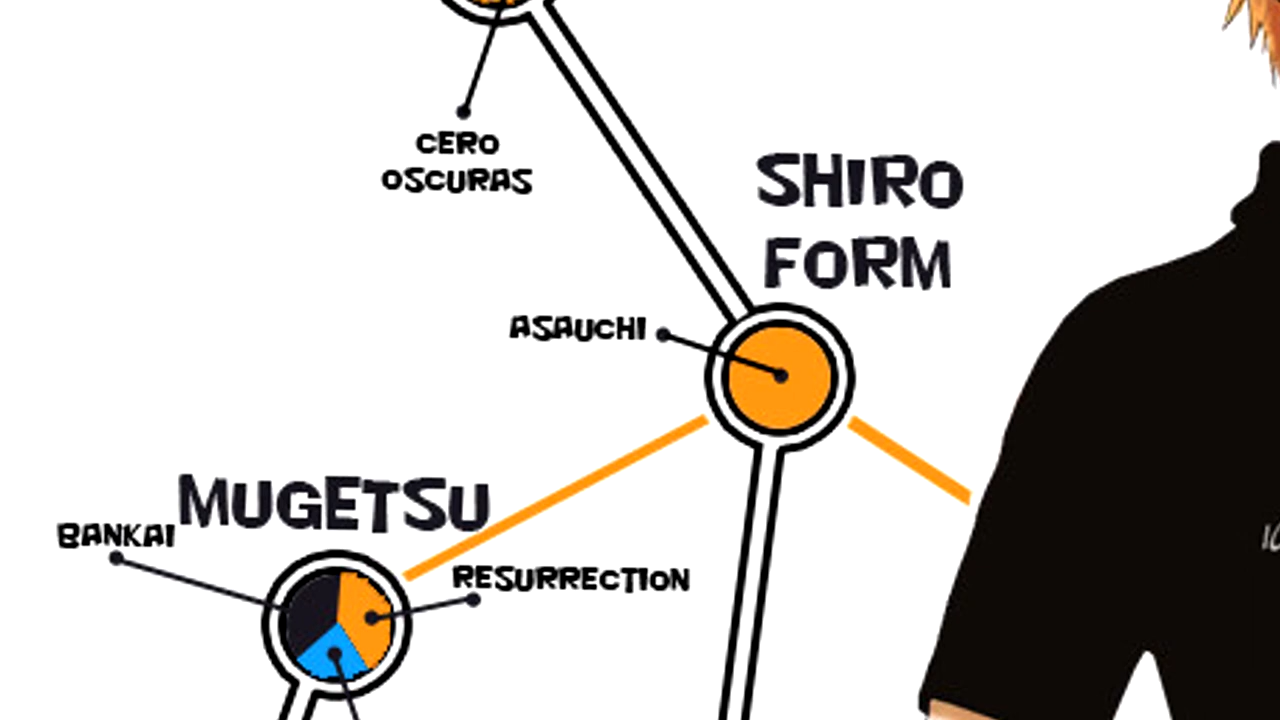 CERO
OSCURAS
SHIRO
FORM
ASAUCHI
MUGETSU
BANKAI
RESURRECTION